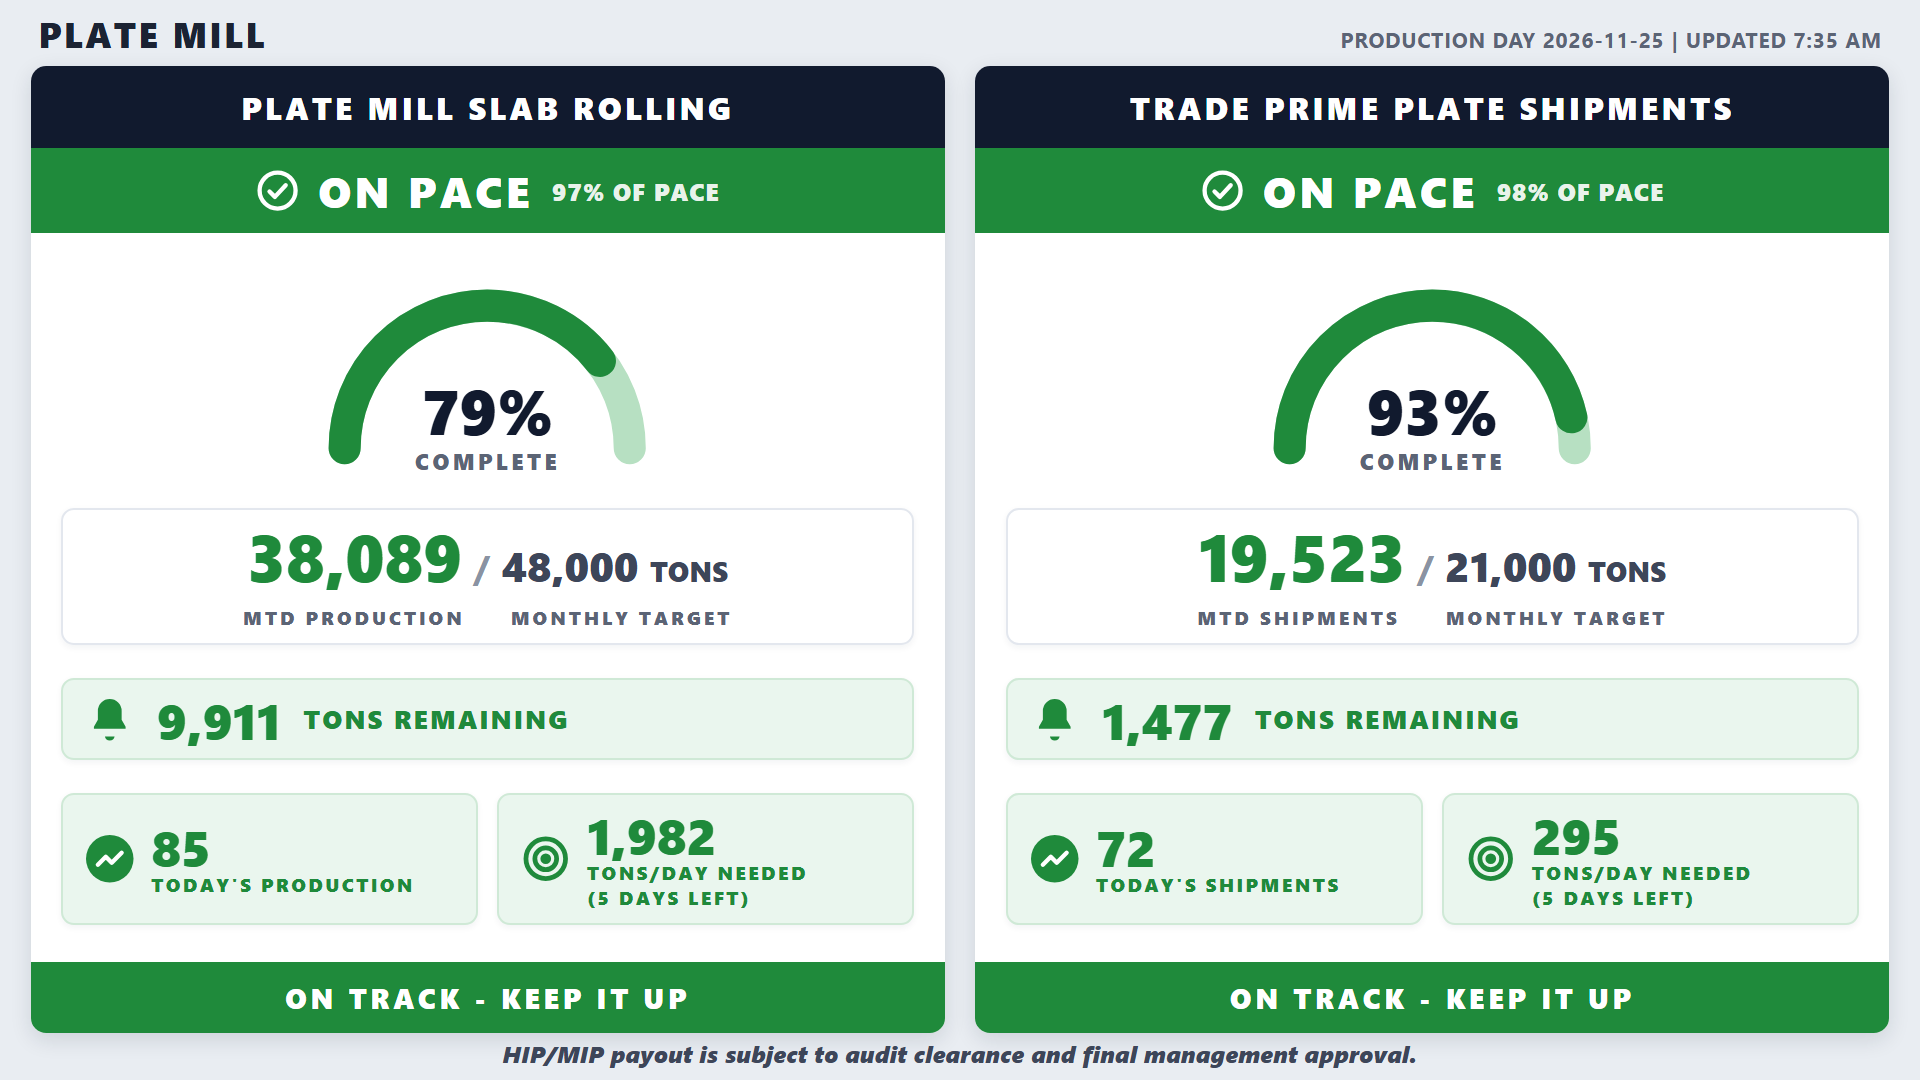 PLATE MILL
PRODUCTION DAY 2026-11-25 | UPDATED 7:35 AM
PLATE MILL SLAB ROLLING
ON PACE 97% OF PACE
79%
COMPLETE
38,089 / 48,000 TONS
MTD PRODUCTION MONTHLY TARGET
9,911 TONS REMAINING
85
TODAY'S PRODUCTION
1,982
TONS/DAY NEEDED
(5 DAYS LEFT)
ON TRACK - KEEP IT UP
TRADE PRIME PLATE SHIPMENTS
ON PACE 98% OF PACE
93%
COMPLETE
19,523 / 21,000 TONS
MTD SHIPMENTS MONTHLY TARGET
1,477 TONS REMAINING
72
TODAY'S SHIPMENTS
295
TONS/DAY NEEDED
(5 DAYS LEFT)
ON TRACK - KEEP IT UP
HIP/MIP payout is subject to audit clearance and final management approval.